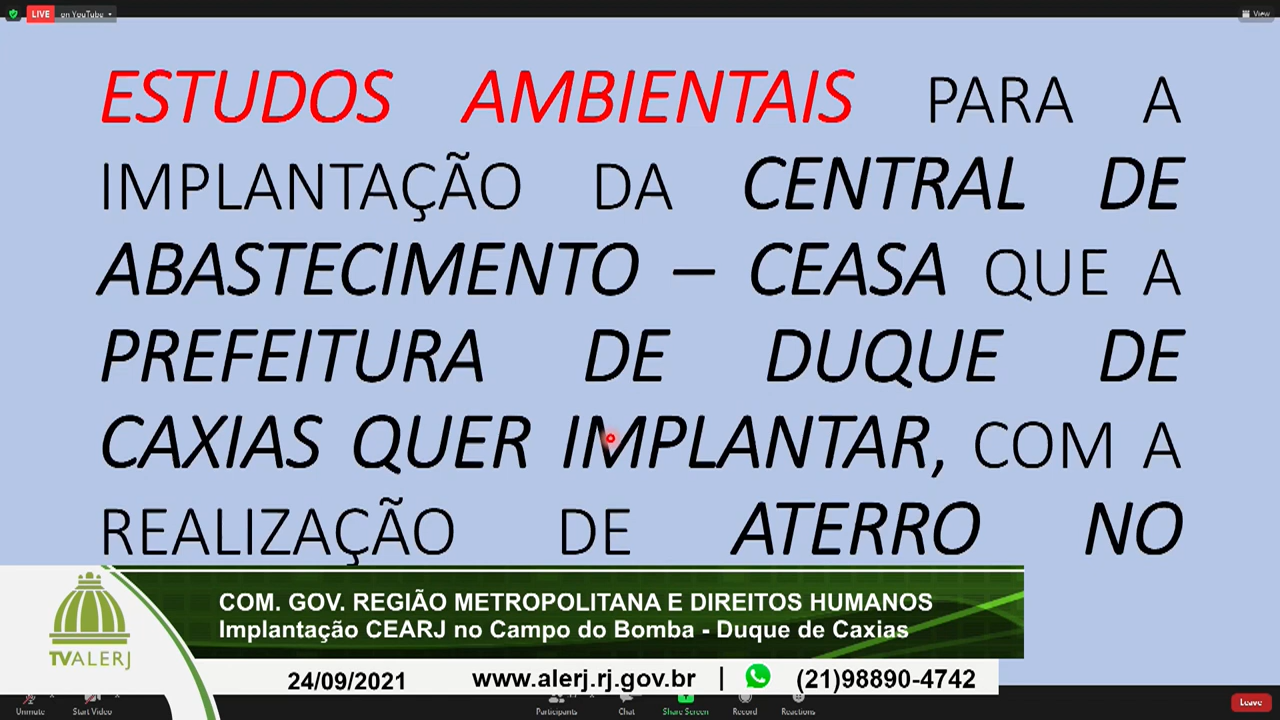 LIVE on YouTube
View
ESTUDOS AMBIENTAIS PARA A
IMPLANTAÇÃO DA CENTRAL DE
ABASTECIMENTO – CEASA QUE A
PREFEITURA DE DUQUE DE
CAXIAS QUER IMPLANTAR, COM A
REALIZAÇÃO DE ATERRO NO
COM. GOV. REGIÃO METROPOLITANA E DIREITOS HUMANOS
Implantação CEARJ no Campo do Bomba - Duque de Caxias
TVALERJ
24/09/2021 www.alerj.rj.gov.br | (21)98890-4742
Unmute Start Video Participants Chat Share Screen Record Reactions Leave